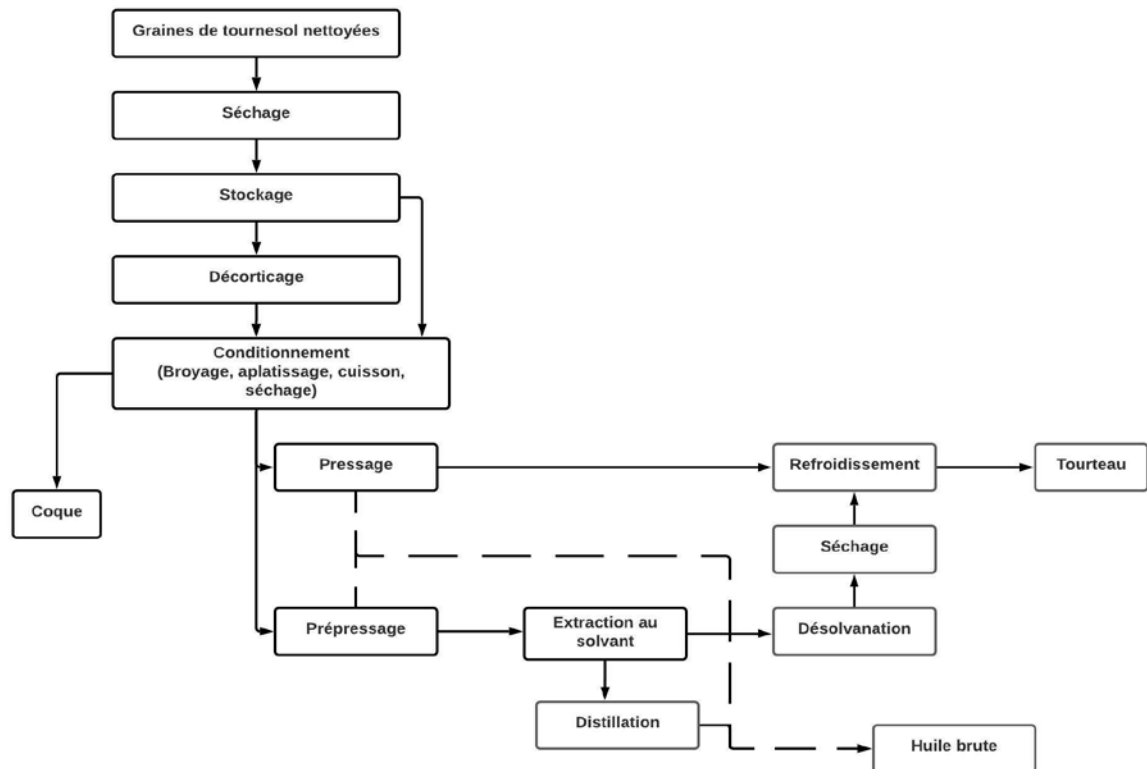 Graines de tournesol nettoyées
Séchage
Stockage
Décorticage
Conditionnement
(Broyage, aplatissage, cuisson,
séchage)
Coque
Pressage
Refroidissement
Tourteau
Séchage
Prépressage
Extraction au
solvant
Désolvanation
Distillation
Huile brute